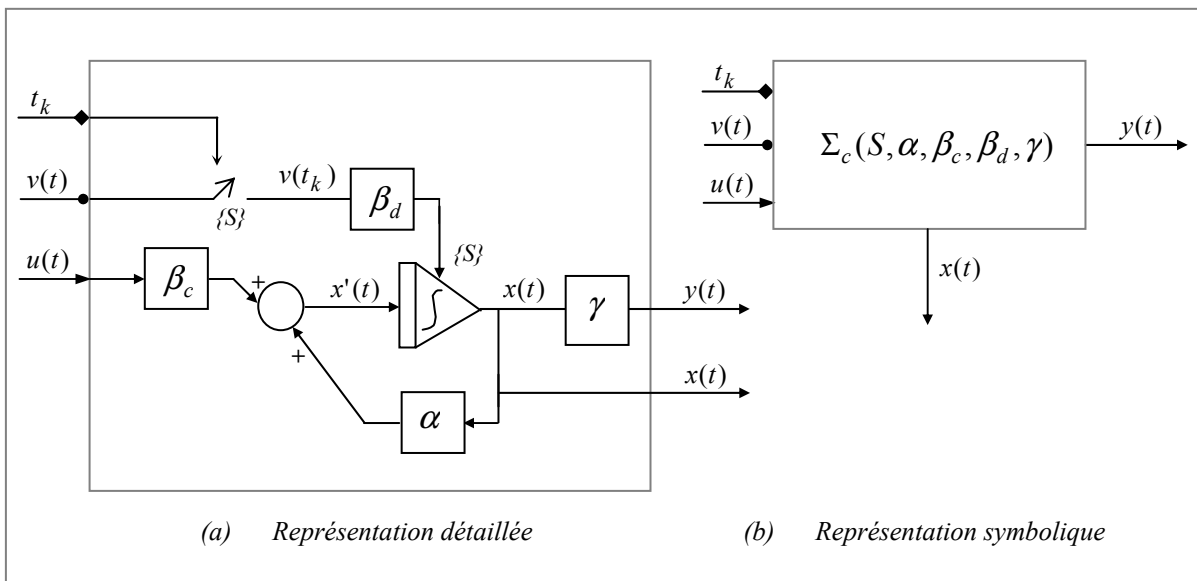 t_k
v(t)
{S}
v(t_k)
β_d
{S}
u(t)
β_c
+
+
x'(t)
x(t)
γ
y(t)
x(t)
α
(a) Représentation détaillée
t_k
v(t)
u(t)
Σ_c(S, α, β_c, β_d, γ)
y(t)
x(t)
(b) Représentation symbolique